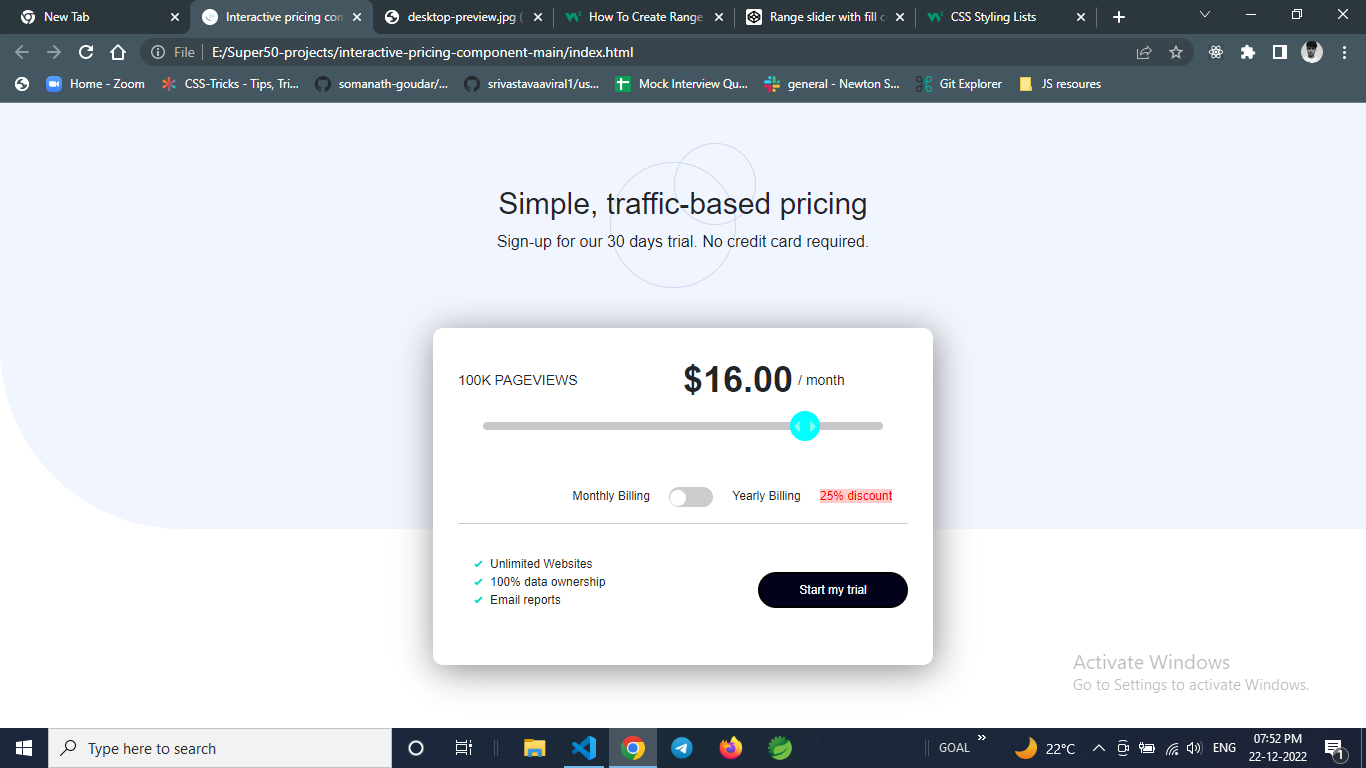 New Tab
Interactive pricing con
desktop-preview.jpg (
How To Create Range
Range slider with fill c
CSS Styling Lists
File
E:/Super50-projects/interactive-pricing-component-main/index.html
Home - Zoom
CSS-Tricks - Tips, Tri...
somanath-goudar/...
srivastavaaviral1/us...
Mock Interview Qu...
general - Newton S...
Git Explorer
JS resoures
Simple, traffic-based pricing
Sign-up for our 30 days trial. No credit card required.
100K PAGEVIEWS
$16.00 / month
Monthly Billing
Yearly Billing
25% discount
Unlimited Websites
100% data ownership
Email reports
Start my trial
Activate Windows
Go to Settings to activate Windows.
Type here to search
GOAL
22°C
ENG
07:52 PM
22-12-2022
1